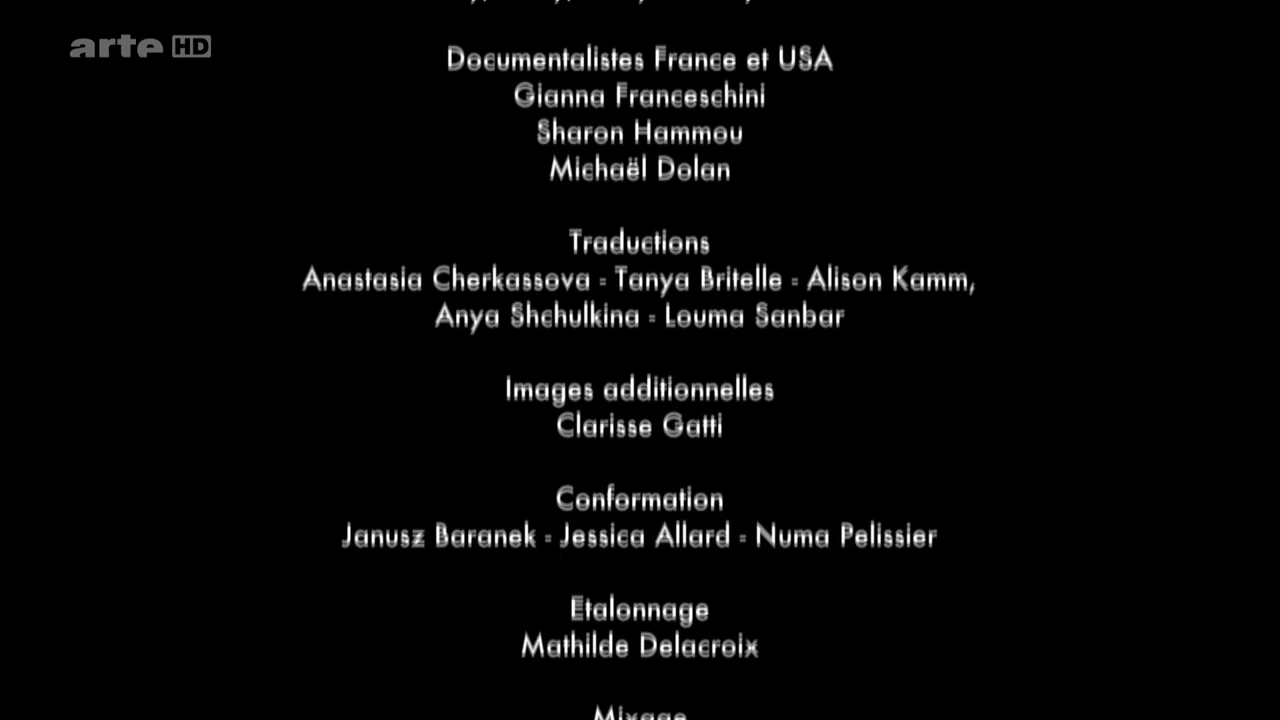 arte HD
Documentalistes France et USA
Gianna Franceschini
Sharon Hammou
Michaël Dolan
Traductions
Anastasia Cherkassova - Tanya Britelle - Alison Kamm,
Anya Shchulkina - Louma Sanbar
Images additionnelles
Clarisse Gatti
Conformation
Janusz Baranek - Jessica Allard - Numa Pelissier
Etalonnage
Mathilde Delacroix
Mixage